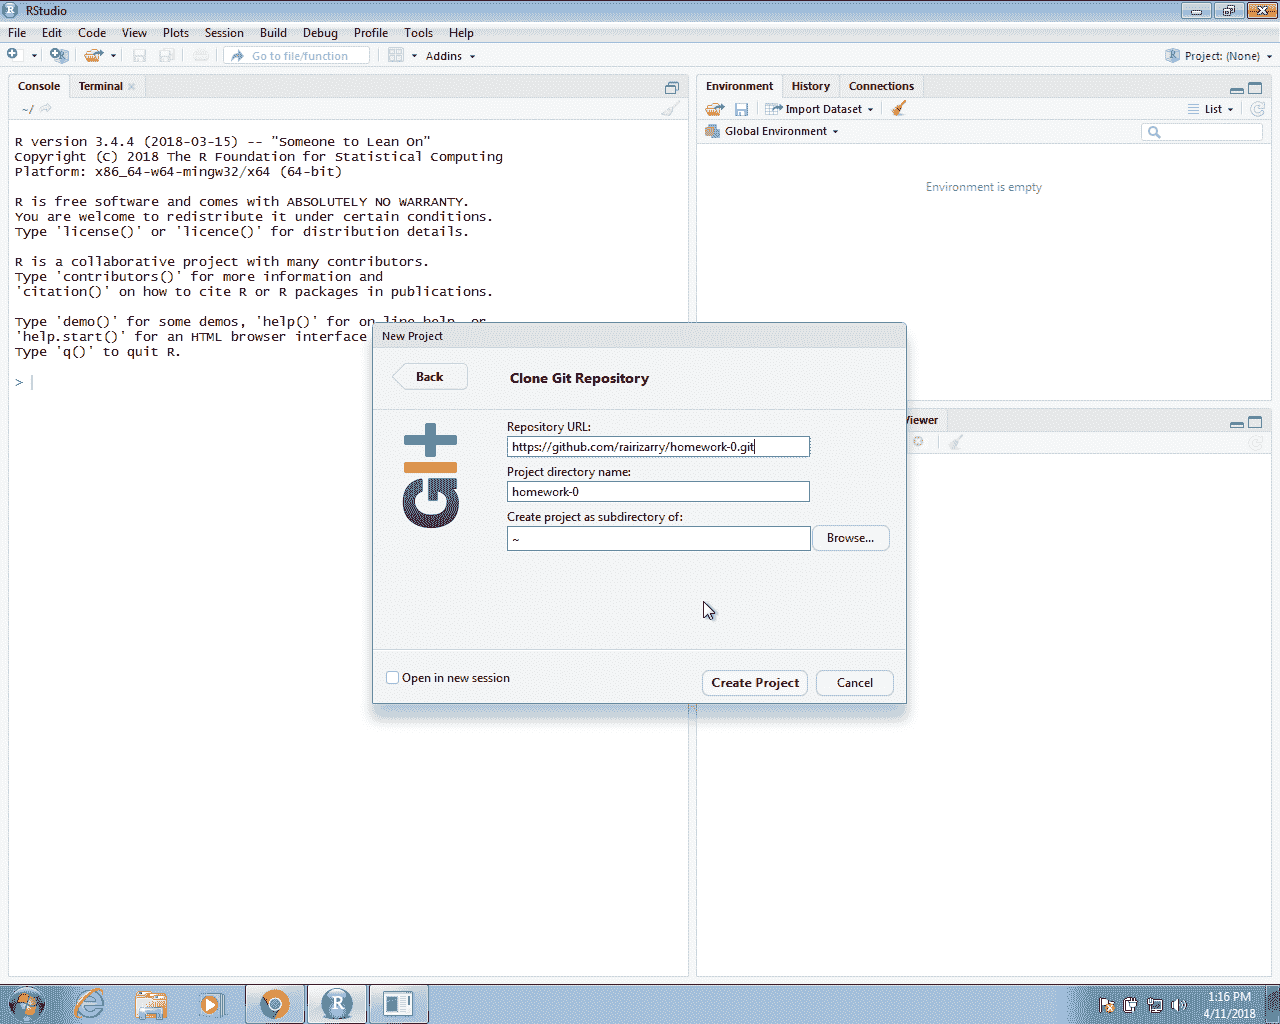 RStudio
File Edit Code View Plots Session Build Debug Profile Tools Help
Go to file/function
Addins
Project: (None)
Console Terminal
~/
R version 3.4.4 (2018-03-15) -- "Someone to Lean On"
Copyright (C) 2018 The R Foundation for Statistical Computing
Platform: x86_64-w64-mingw32/x64 (64-bit)
R is free software and comes with ABSOLUTELY NO WARRANTY.
You are welcome to redistribute it under certain conditions.
Type 'license()' or 'licence()' for distribution details.
R is a collaborative project with many contributors.
Type 'contributors()' for more information and
'citation()' on how to cite R or R packages in publications.
Type 'demo()' for some demos, 'help()' for on-line help, or
'help.start()' for an HTML browser interface
Type 'q()' to quit R.
>
Environment History Connections
Import Dataset
List
Global Environment
Environment is empty
Viewer
New Project
Back
Clone Git Repository
git
Repository URL:
https://github.com/rairizarry/homework-0.git
Project directory name:
homework-0
Create project as subdirectory of:
~
Browse...
Open in new session
Create Project
Cancel
1:16 PM
4/11/2018